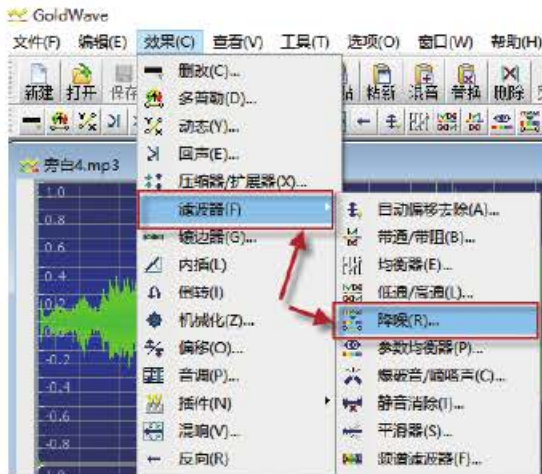 GoldWave
文件(F) 编辑(E) 效果(C) 查看(V) 工具(T) 选项(O) 窗口(W) 帮助(H)
新建 打开 保存 粘新 混音 替换 删除
旁白4.mp3
删改(C)...
多普勒(D)...
动态(Y)...
回声(E)...
压缩器/扩展器(X)...
滤波器(F)
镶边器(G)...
内插(L)
倒转(I)
机械化(Z)...
偏移(O)...
音调(P)...
插件(N)
混响(V)...
反向(R)
自动偏移去除(A)...
带通/带阻(B)...
均衡器(E)...
低通/高通(L)...
降噪(R)...
参数均衡器(P)...
爆破音/嘀嗒声(C)...
静音消除(I)...
平滑器(S)...
频谱滤波器(F)...
1.0
0.8
0.6
0.4
0.2
-0.2
-0.4
-0.6
-0.8